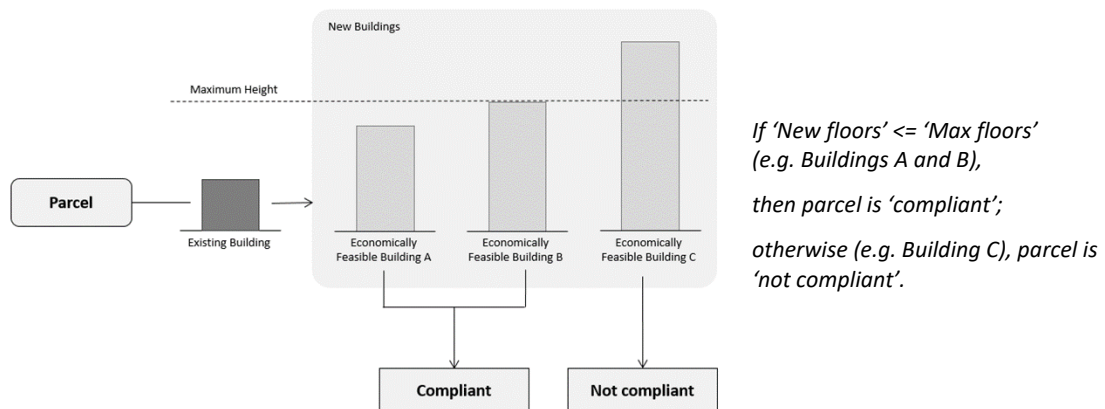 New Buildings
Maximum Height
If ‘New floors’ <= ‘Max floors’
(e.g. Buildings A and B),
then parcel is ‘compliant’;
otherwise (e.g. Building C), parcel is
‘not compliant’.
Parcel
Existing Building
Economically
Feasible Building A
Economically
Feasible Building B
Economically
Feasible Building C
Compliant
Not compliant